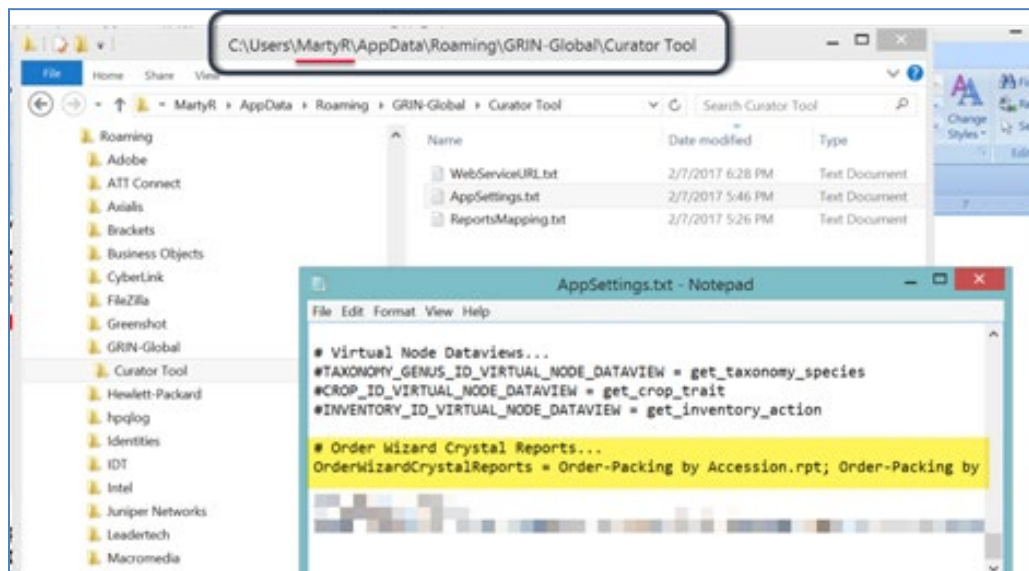 C:\Users\MartyR\AppData\Roaming\GRIN-Global\Curator Tool
File Home Share View
MartyR ▸ AppData ▸ Roaming ▸ GRIN-Global ▸ Curator Tool
Search Curator Tool
Change
Styles
Roaming
Adobe
ATT Connect
Axialis
Brackets
Business Objects
CyberLink
FileZilla
Greenshot
GRIN-Global
Curator Tool
Hewlett-Packard
hpqlog
Identities
IDT
Intel
Juniper Networks
Leadertech
Macromedia
Name Date modified Type
WebServiceURL.txt 2/7/2017 6:28 PM Text Document
AppSettings.txt 2/7/2017 5:46 PM Text Document
ReportsMapping.txt 2/7/2017 5:26 PM Text Document
AppSettings.txt - Notepad
File Edit Format View Help
# Virtual Node Dataviews...
#TAXONOMY_GENUS_ID_VIRTUAL_NODE_DATAVIEW = get_taxonomy_species
#CROP_ID_VIRTUAL_NODE_DATAVIEW = get_crop_trait
#INVENTORY_ID_VIRTUAL_NODE_DATAVIEW = get_inventory_action
# Order Wizard Crystal Reports...
OrderWizardCrystalReports = Order-Packing by Accession.rpt; Order-Packing by